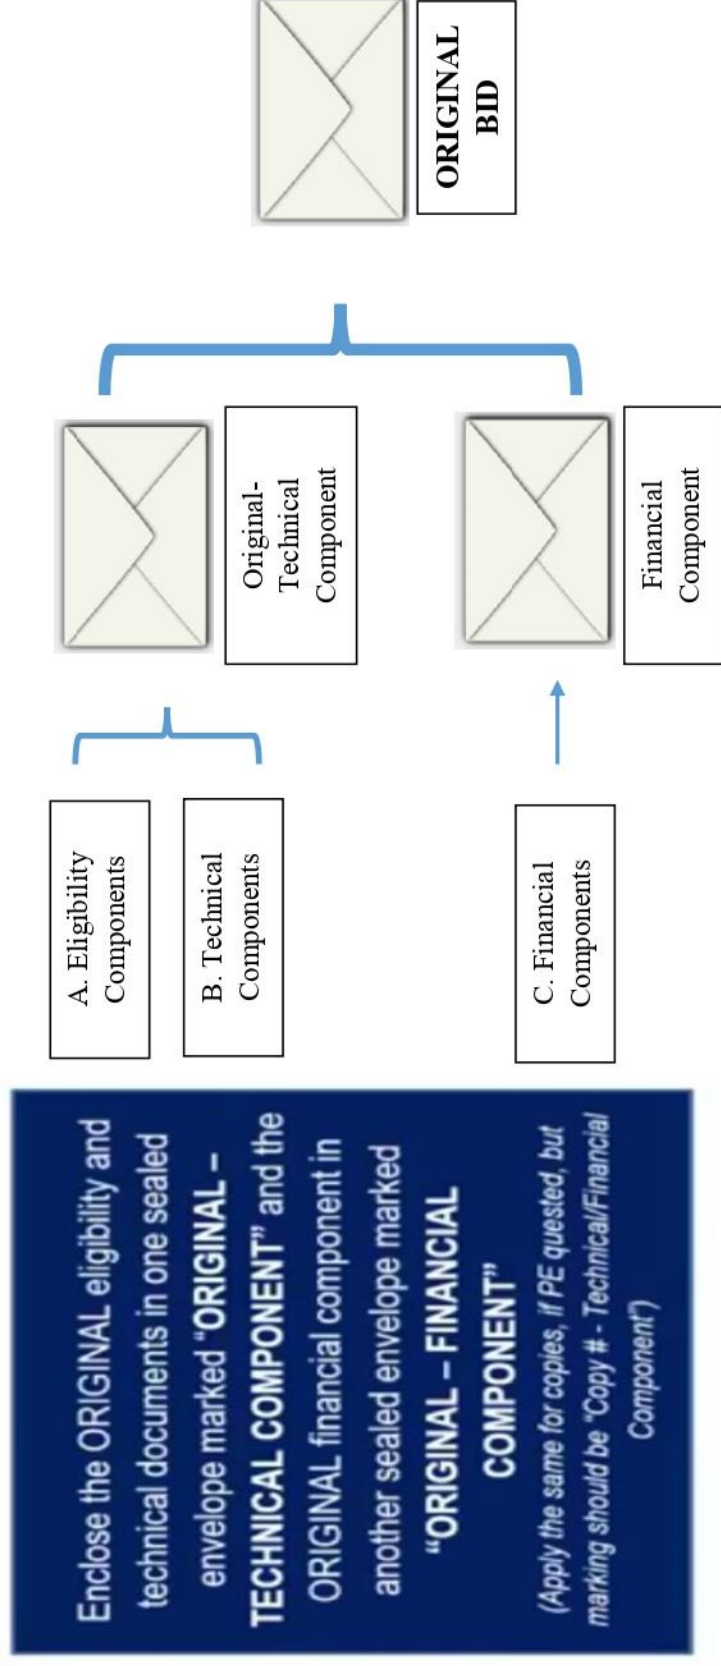 Enclose the ORIGINAL eligibility and
technical documents in one sealed
envelope marked "ORIGINAL –
TECHNICAL COMPONENT" and the
ORIGINAL financial component in
another sealed envelope marked
"ORIGINAL – FINANCIAL
COMPONENT"
(Apply the same for copies, if PE quested, but
marking should be "Copy # - Technical/Financial
Component")
A. Eligibility
Components
B. Technical
Components
C. Financial
Components
Original-
Technical
Component
Financial
Component
ORIGINAL
BID